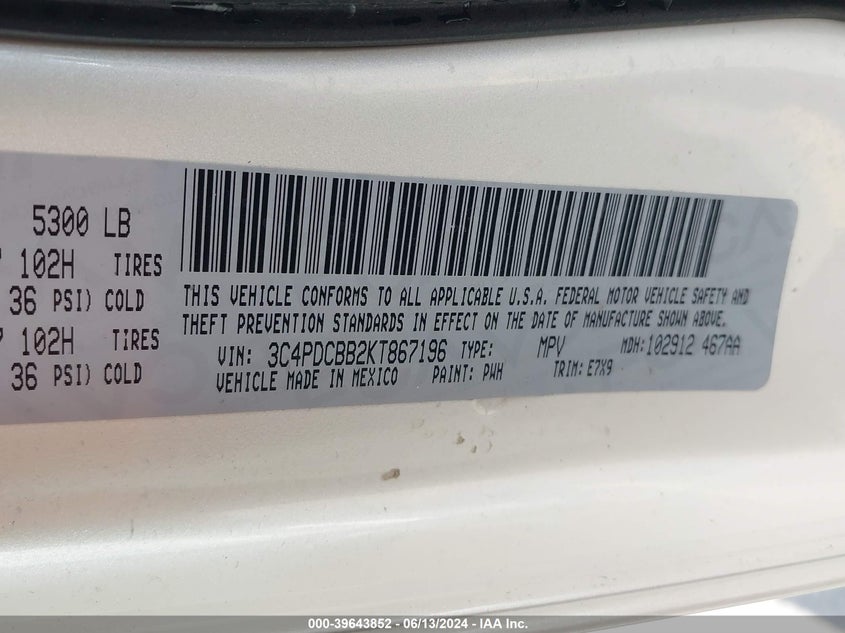 5300 LB
102H TIRES
36 PSI) COLD
102H TIRES
36 PSI) COLD
THIS VEHICLE CONFORMS TO ALL APPLICABLE U.S.A. FEDERAL MOTOR VEHICLE SAFETY AND
THEFT PREVENTION STANDARDS IN EFFECT ON THE DATE OF MANUFACTURE SHOWN ABOVE.
VIN: 3C4PDCBB2KT867196 TYPE: MPV MDH:102912 467AA
VEHICLE MADE IN MEXICO PAINT: PWH TRIM: E7X9
000-39643852 - 06/13/2024 - IAA Inc.